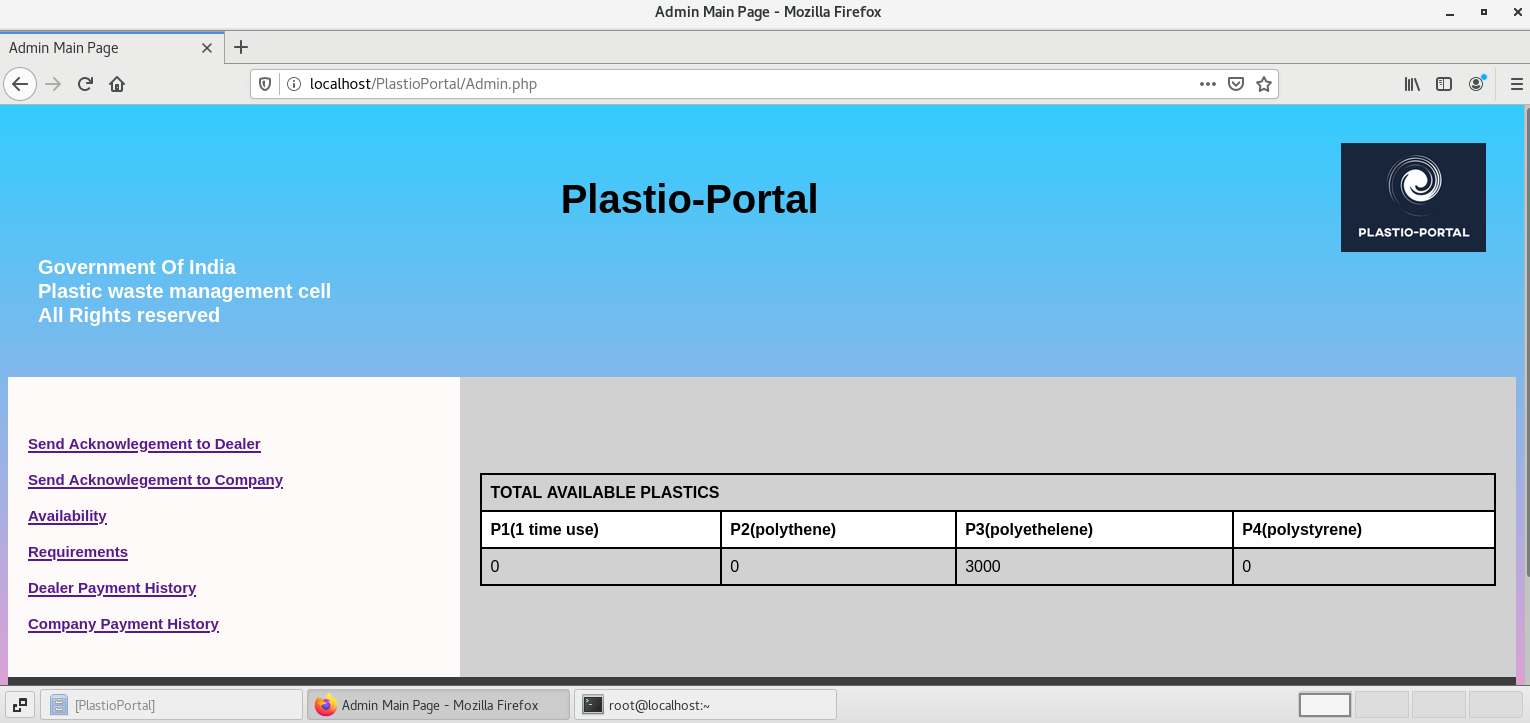 Admin Main Page - Mozilla Firefox
Admin Main Page
localhost/PlastioPortal/Admin.php
Plastio-Portal
PLASTIO-PORTAL
Government Of India
Plastic waste management cell
All Rights reserved
Send Acknowlegement to Dealer
Send Acknowlegement to Company
Availability
Requirements
Dealer Payment History
Company Payment History
TOTAL AVAILABLE PLASTICS
P1(1 time use) P2(polythene) P3(polyethelene) P4(polystyrene)
0 0 3000 0
[PlastioPortal] Admin Main Page - Mozilla Firefox root@localhost:~